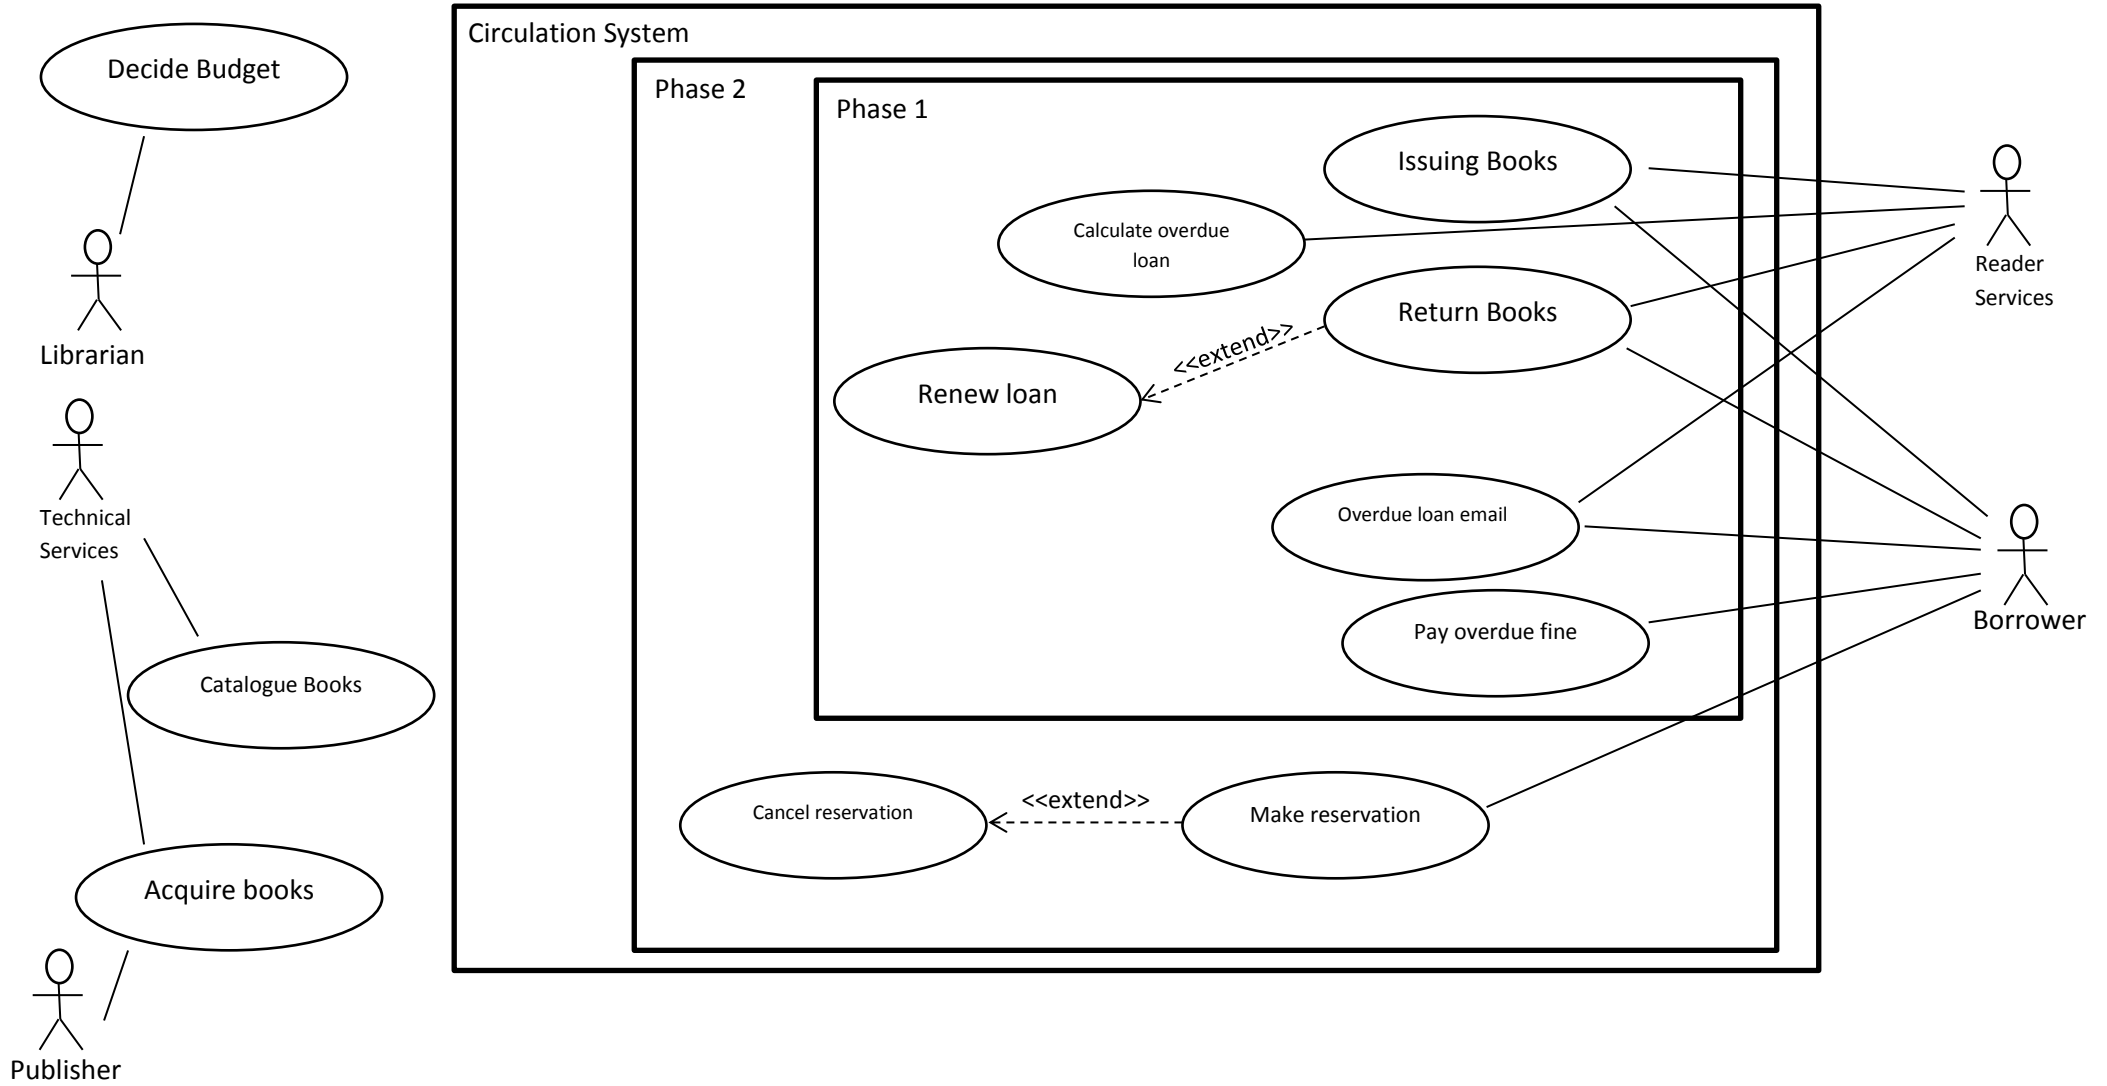 Circulation System
Decide Budget
Phase 2
Phase 1
Issuing Books
Calculate overdue
loan
Reader
Services
Return Books
<<extend>>
Renew loan
Librarian
Technical
Services
Overdue loan email
Pay overdue fine
Borrower
Catalogue Books
Cancel reservation
<<extend>>
Make reservation
Acquire books
Publisher